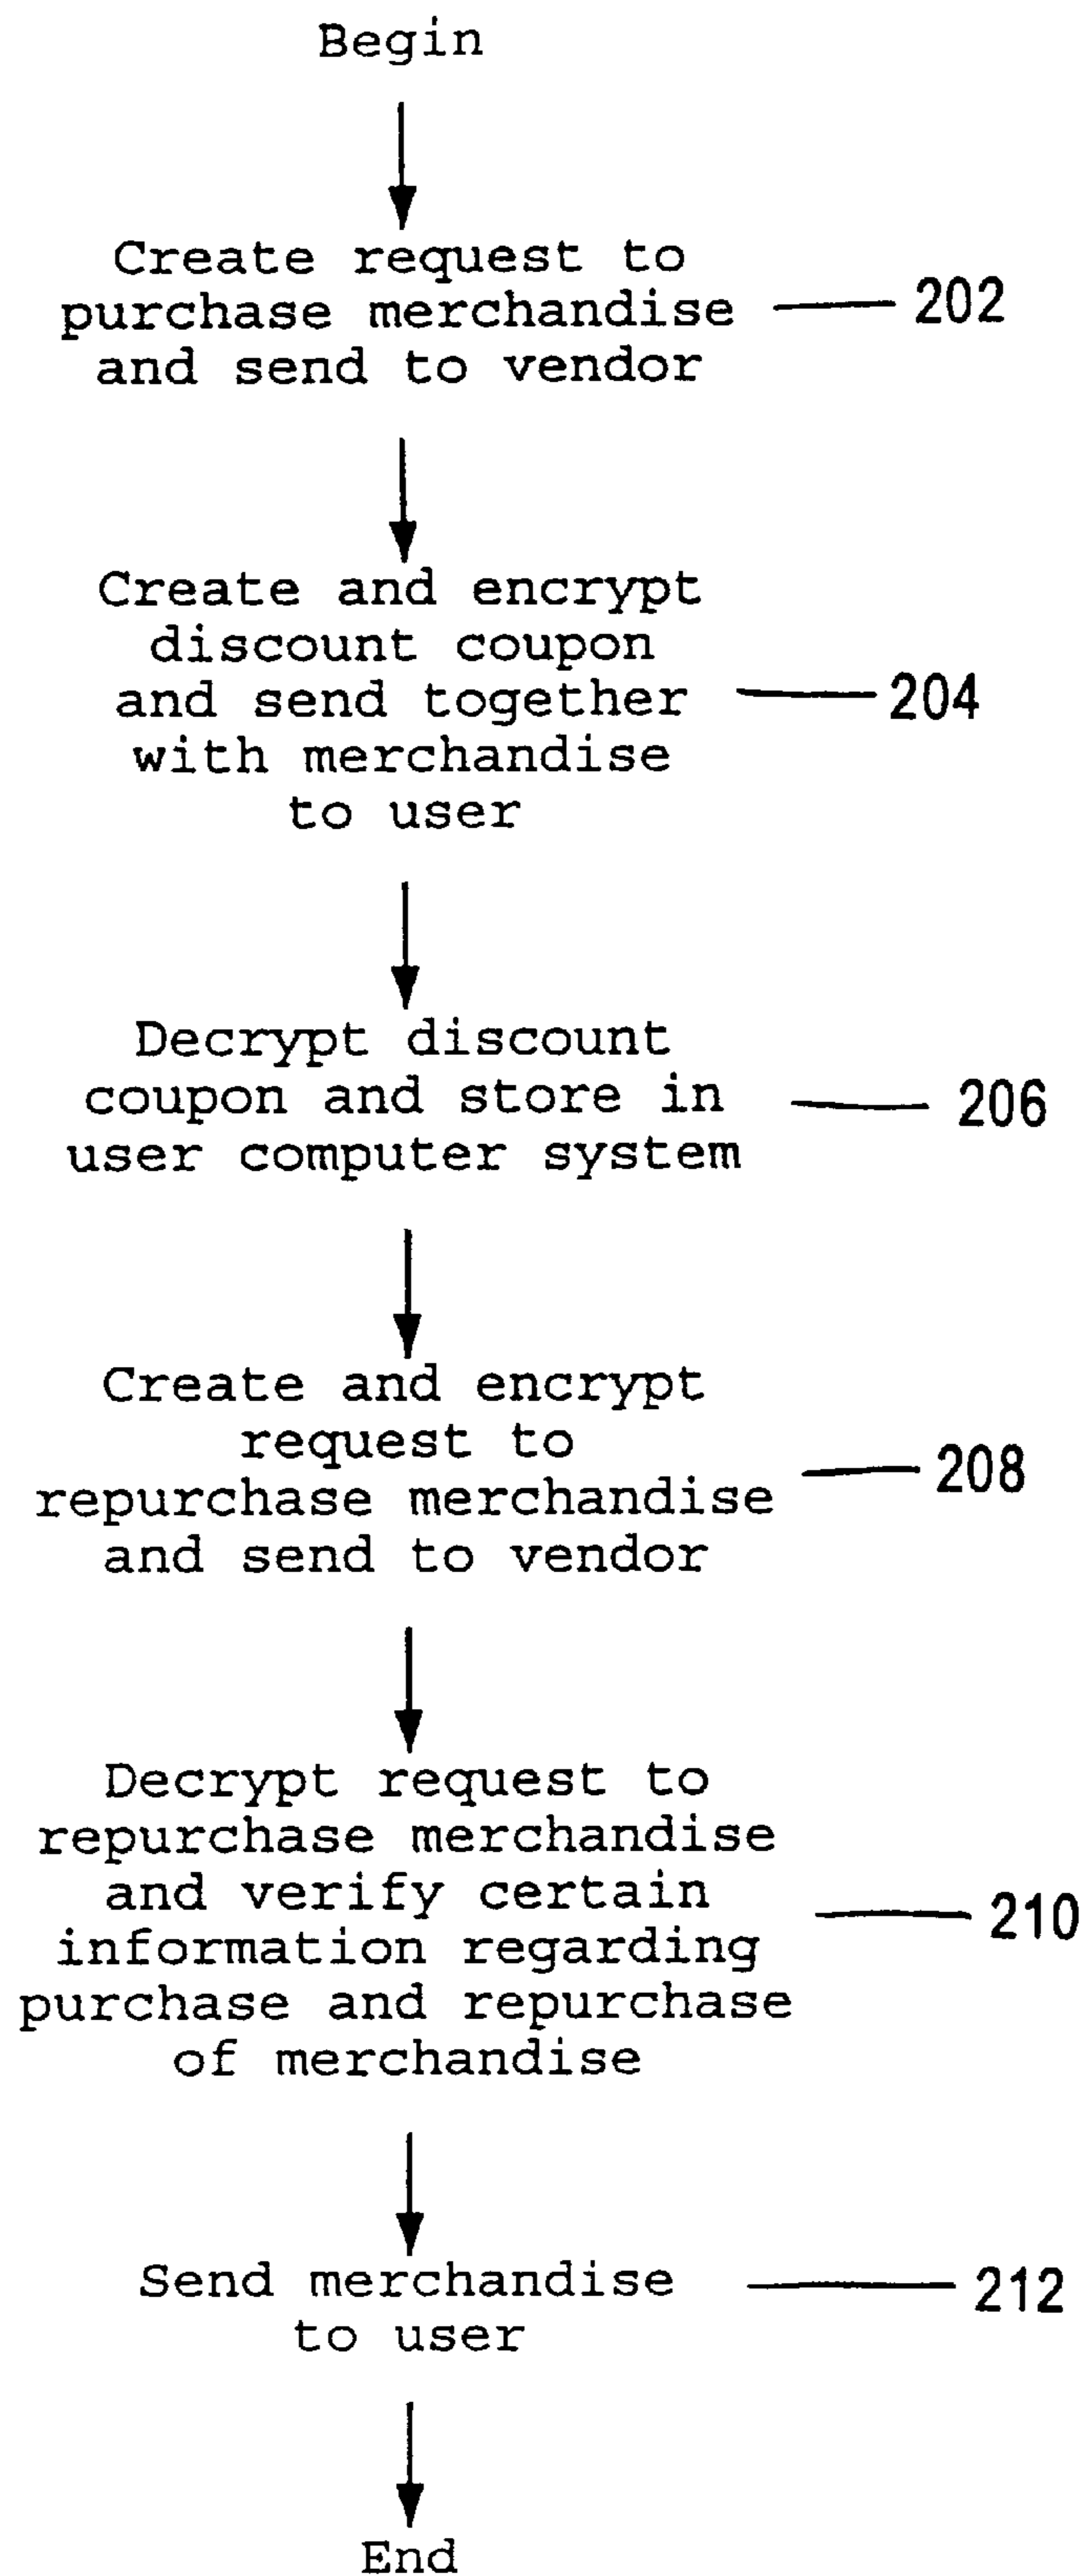 Begin
Create request to
purchase merchandise
and send to vendor
202
Create and encrypt
discount coupon
and send together
with merchandise
to user
204
Decrypt discount
coupon and store in
user computer system
206
Create and encrypt
request to
repurchase merchandise
and send to vendor
208
Decrypt request to
repurchase merchandise
and verify certain
information regarding
purchase and repurchase
of merchandise
210
Send merchandise
to user
212
End